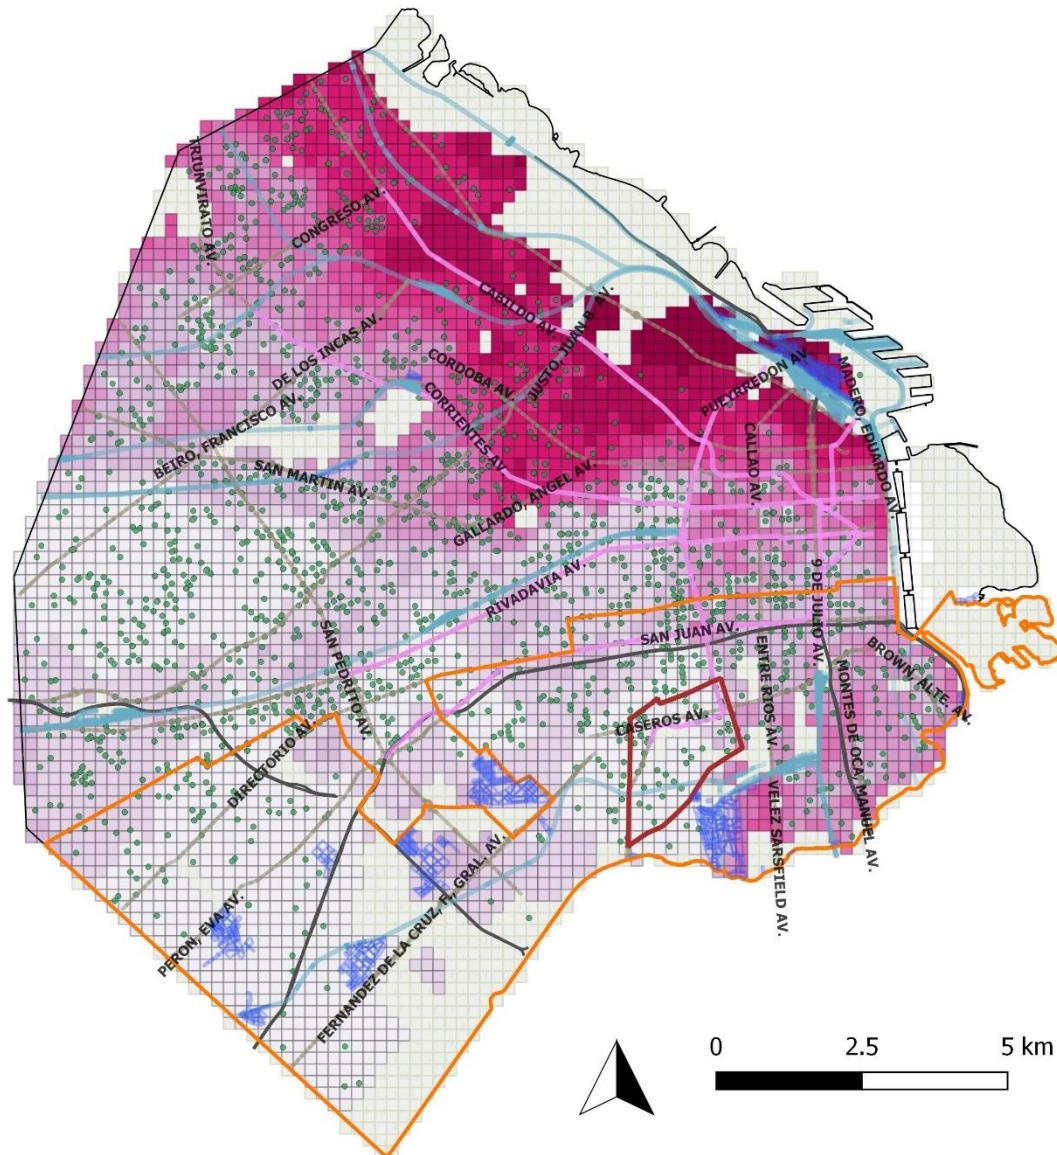 TRIUNVIRATO AV.
CONGRESO AV.
CABILDO AV.
JUSTO, JUAN B. AV.
DE LOS INCAS AV.
CORDOBA AV.
CORRIENTES AV.
PUEYRREDON AV.
MADERO, EDUARDO AV.
CALLAO AV.
BEIRO, FRANCISCO AV.
SAN MARTIN AV.
GALLARDO, ANGEL AV.
RIVADAVIA AV.
9 DE JULIO AV.
SAN JUAN AV.
SAN PEDRITO AV.
ENTRE RIOS AV.
BROWN, ALTE. AV.
MONTES DE OCA, MANUEL AV.
CASEROS AV.
DIRECTORIO AV.
VELEZ SARSFIELD AV.
PERON, EVA AV.
FERNANDEZ DE LA CRUZ, F., GRAL. AV.
0 2.5 5 km